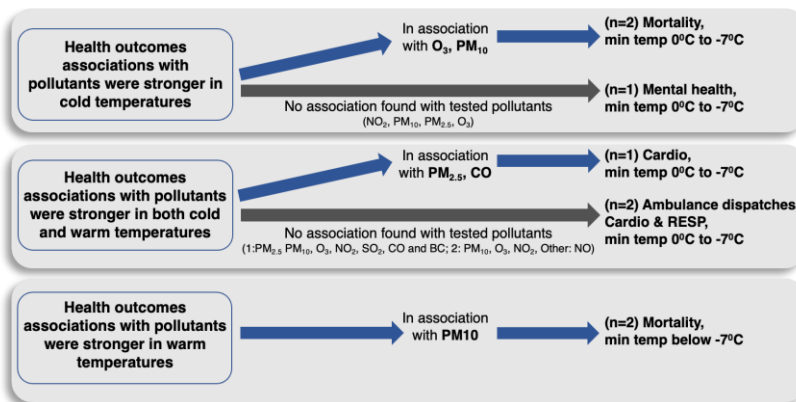 Health outcomes
associations with
pollutants were stronger in
cold temperatures
In association
with O₃, PM₁₀
(n=2) Mortality,
min temp 0⁰C to -7⁰C
No association found with tested pollutants
(NO₂, PM₁₀, PM₂.₅, O₃)
(n=1) Mental health,
min temp 0⁰C to -7⁰C
Health outcomes
associations with pollutants
were stronger in both cold
and warm temperatures
In association
with PM₂.₅, CO
(n=1) Cardio,
min temp 0⁰C to -7⁰C
No association found with tested pollutants
(1:PM₂.₅ PM₁₀, O₃, NO₂, SO₂, CO and BC; 2: PM₁₀, O₃, NO₂, Other: NO)
(n=2) Ambulance dispatches,
Cardio & RESP,
min temp 0⁰C to -7⁰C
Health outcomes
associations with pollutants
were stronger in warm
temperatures
In association
with PM10
(n=2) Mortality,
min temp below -7⁰C